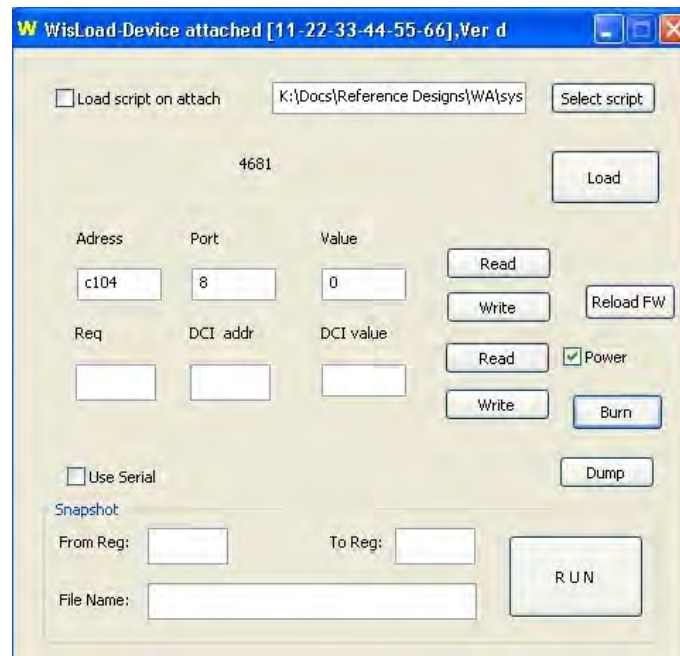 W WisLoad-Device attached [11-22-33-44-55-66],Ver d
Load script on attach K:\Docs\Reference Designs\WA\sys Select script
4681
Load
Adress Port Value
Read
c104 8 0
Write Reload FW
Req DCI addr DCI value
Read Power
Write Burn
Use Serial Dump
Snapshot
From Reg: To Reg:
RUN
File Name: